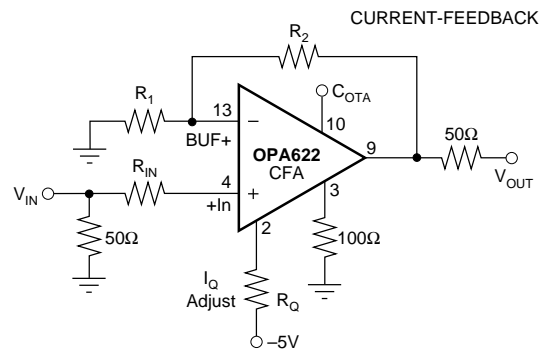 CURRENT-FEEDBACK
R2
R1
13
–
BUF+
COTA
10
OPA622
CFA
9
50Ω
VOUT
VIN
RIN
4
+
+In
3
2
50Ω
100Ω
IQ
Adjust
RQ
–5V